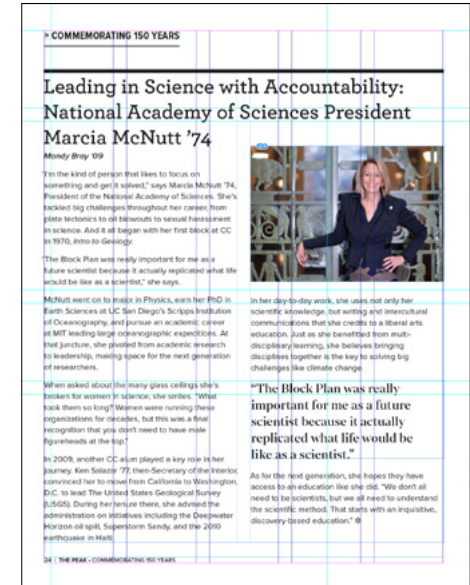 > COMMEMORATING 150 YEARS
Leading in Science with Accountability:
National Academy of Sciences President
Marcia McNutt ’74
Mandy Bray ’09
“I’m the kind of person that likes to focus on
something and get it solved,” says Marcia McNutt ’74,
President of the National Academy of Sciences. She’s
tackled big challenges throughout her career, from
plate tectonics to oil blowouts to sexual harassment
in science. And it all began with her first block at CC
in 1970, Intro to Geology.
“The Block Plan was really important for me as a
future scientist because it actually replicated what life
would be like as a scientist,” she says.
McNutt went on to major in Physics, earn her PhD in
Earth Sciences at UC San Diego’s Scripps Institution
of Oceanography, and pursue an academic career
at MIT leading large oceanographic expeditions. At
that juncture, she pivoted from academic research
to leadership, making space for the next generation
of researchers.
When asked about the many glass ceilings she’s
broken for women in science, she smiles. “What
took them so long? Women were running these
organizations for decades, but this was a final
recognition that you don’t need to have male
figureheads at the top.”
In 2009, another CC alum played a key role in her
journey. Ken Salazar ’77, then-Secretary of the Interior,
convinced her to move from California to Washington,
D.C. to lead The United States Geological Survey
(USGS). During her tenure there, she advised the
administration on initiatives including the Deepwater
Horizon oil spill, Superstorm Sandy, and the 2010
earthquake in Haiti.
In her day-to-day work, she uses not only her
scientific knowledge, but writing and intercultural
communications that she credits to a liberal arts
education. Just as she benefitted from multi-
disciplinary learning, she believes bringing
disciplines together is the key to solving big
challenges like climate change.
“The Block Plan was really
important for me as a future
scientist because it actually
replicated what life would be
like as a scientist.”
As for the next generation, she hopes they have
access to an education like she did. “We don’t all
need to be scientists, but we all need to understand
the scientific method. That starts with an inquisitive,
discovery-based education.”
24 | THE PEAK • COMMEMORATING 150 YEARS